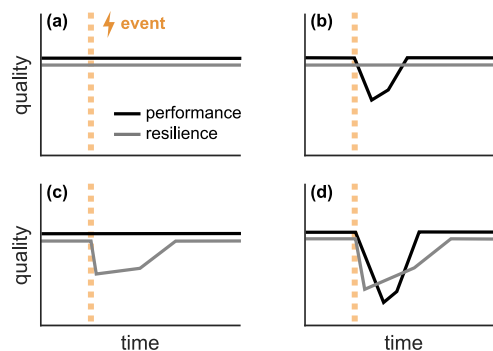 (a)
event
(b)
quality
performance
resilience
(c)
(d)
quality
time
time